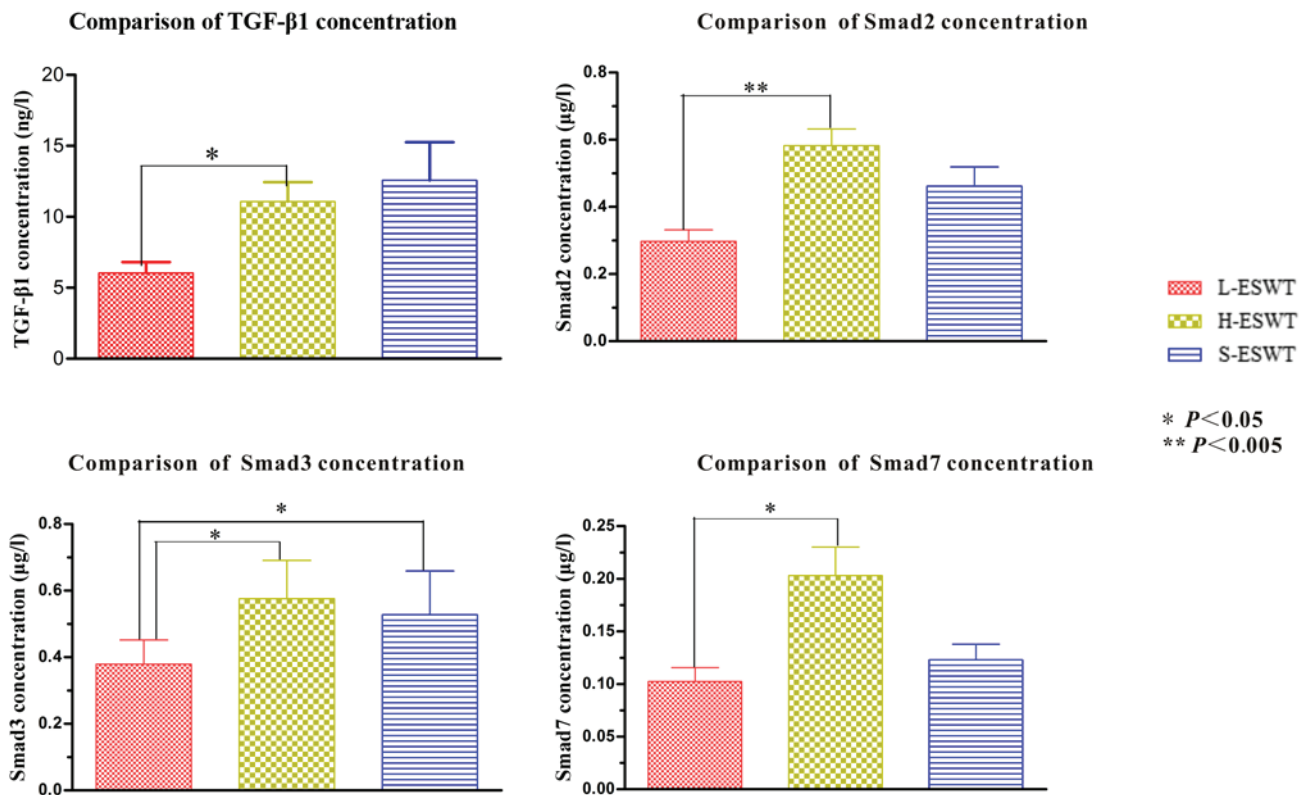 Comparison of TGF-β1 concentration
TGF-β1 concentration (ng/l)
20
15
10
5
0
*
Comparison of Smad2 concentration
Smad2 concentration (μg/l)
0.8
0.6
0.4
0.2
0.0
**
L-ESWT
H-ESWT
S-ESWT
* P<0.05
** P<0.005
Comparison of Smad3 concentration
Smad3 concentration (μg/l)
0.8
0.6
0.4
0.2
0.0
*
*
Comparison of Smad7 concentration
Smad7 concentration (μg/l)
0.25
0.20
0.15
0.10
0.05
0.00
*